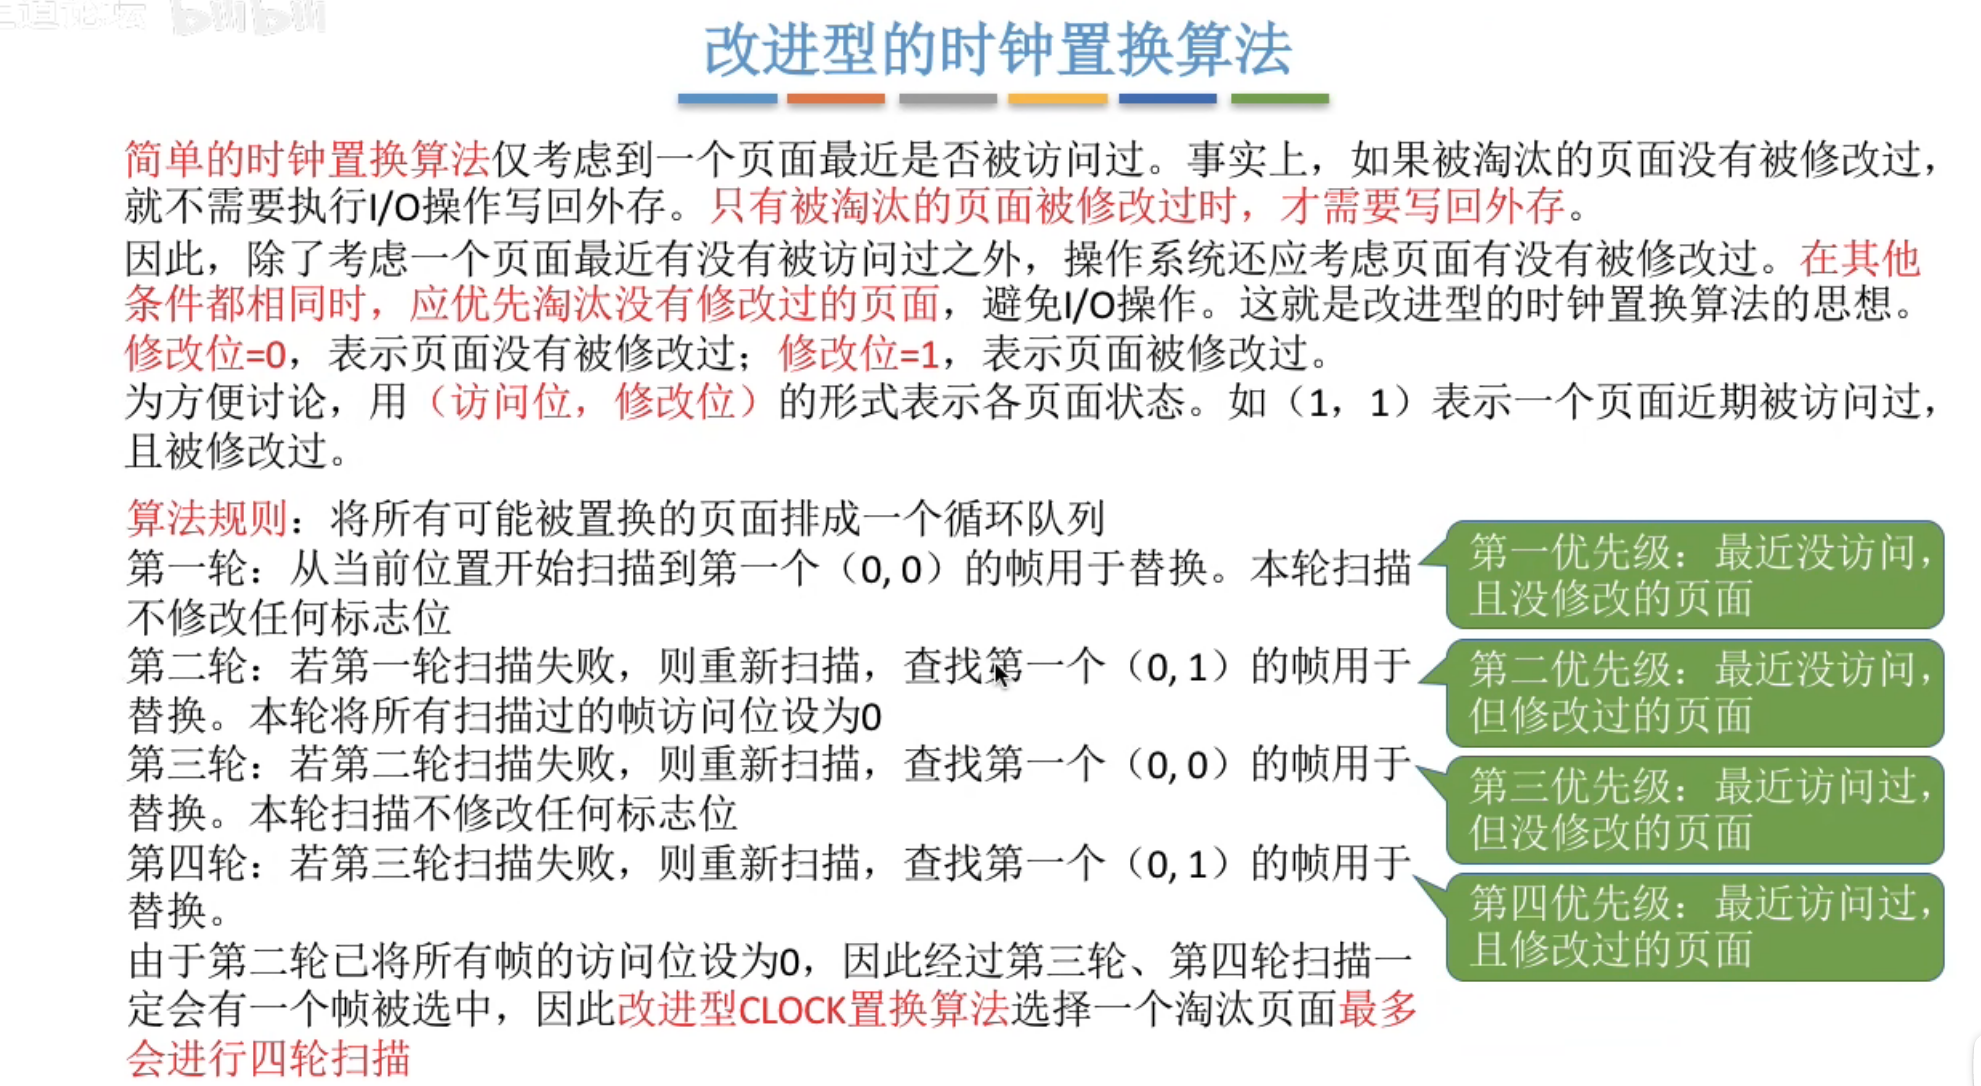 王道论坛 bilibili
改进型的时钟置换算法
简单的时钟置换算法仅考虑到一个页面最近是否被访问过。事实上，如果被淘汰的页面没有被修改过，
就不需要执行I/O操作写回外存。只有被淘汰的页面被修改过时，才需要写回外存。
因此，除了考虑一个页面最近有没有被访问过之外，操作系统还应考虑页面有没有被修改过。在其他
条件都相同时，应优先淘汰没有修改过的页面，避免I/O操作。这就是改进型的时钟置换算法的思想。
修改位=0，表示页面没有被修改过；修改位=1，表示页面被修改过。
为方便讨论，用（访问位，修改位）的形式表示各页面状态。如（1，1）表示一个页面近期被访问过，
且被修改过。
算法规则：将所有可能被置换的页面排成一个循环队列
第一轮：从当前位置开始扫描到第一个（0, 0）的帧用于替换。本轮扫描
不修改任何标志位
第二轮：若第一轮扫描失败，则重新扫描，查找第一个（0, 1）的帧用于
替换。本轮将所有扫描过的帧访问位设为0
第三轮：若第二轮扫描失败，则重新扫描，查找第一个（0, 0）的帧用于
替换。本轮扫描不修改任何标志位
第四轮：若第三轮扫描失败，则重新扫描，查找第一个（0, 1）的帧用于
替换。
由于第二轮已将所有帧的访问位设为0，因此经过第三轮、第四轮扫描一
定会有一个帧被选中，因此改进型CLOCK置换算法选择一个淘汰页面最多
会进行四轮扫描
第一优先级：最近没访问，
且没修改的页面
第二优先级：最近没访问，
但修改过的页面
第三优先级：最近访问过，
但没修改的页面
第四优先级：最近访问过，
且修改过的页面